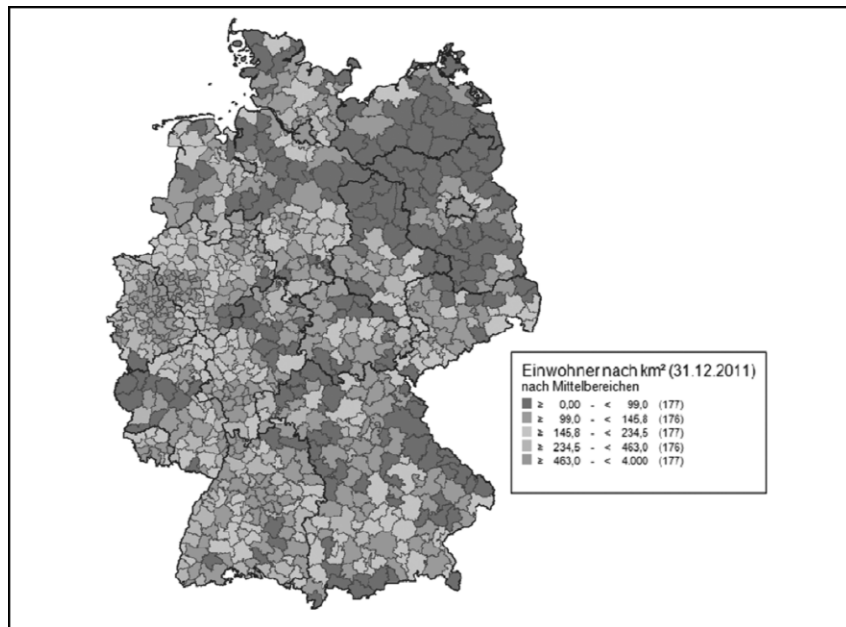 Einwohner nach km² (31.12.2011)
nach Mittelbereichen
≥ 0,00 - < 99,0 (177)
≥ 99,0 - < 145,8 (176)
≥ 145,8 - < 234,5 (177)
≥ 234,5 - < 463,0 (176)
≥ 463,0 - < 4.000 (177)